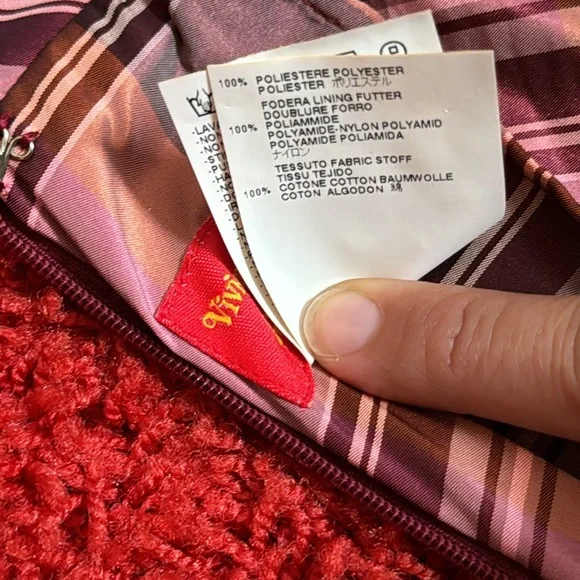 100% POLIESTERE POLYESTER
POLIESTER ポリエステル
FODERA LINING FUTTER
DOUBLURE FORRO
100% POLIAMMIDE
POLYAMIDE-NYLON POLYAMID
POLYAMIDE POLIAMIDA
ナイロン
TESSUTO FABRIC STOFF
TISSU TEJIDO
100% COTONE COTTON BAUMWOLLE
COTON ALGODON 綿
Vivi